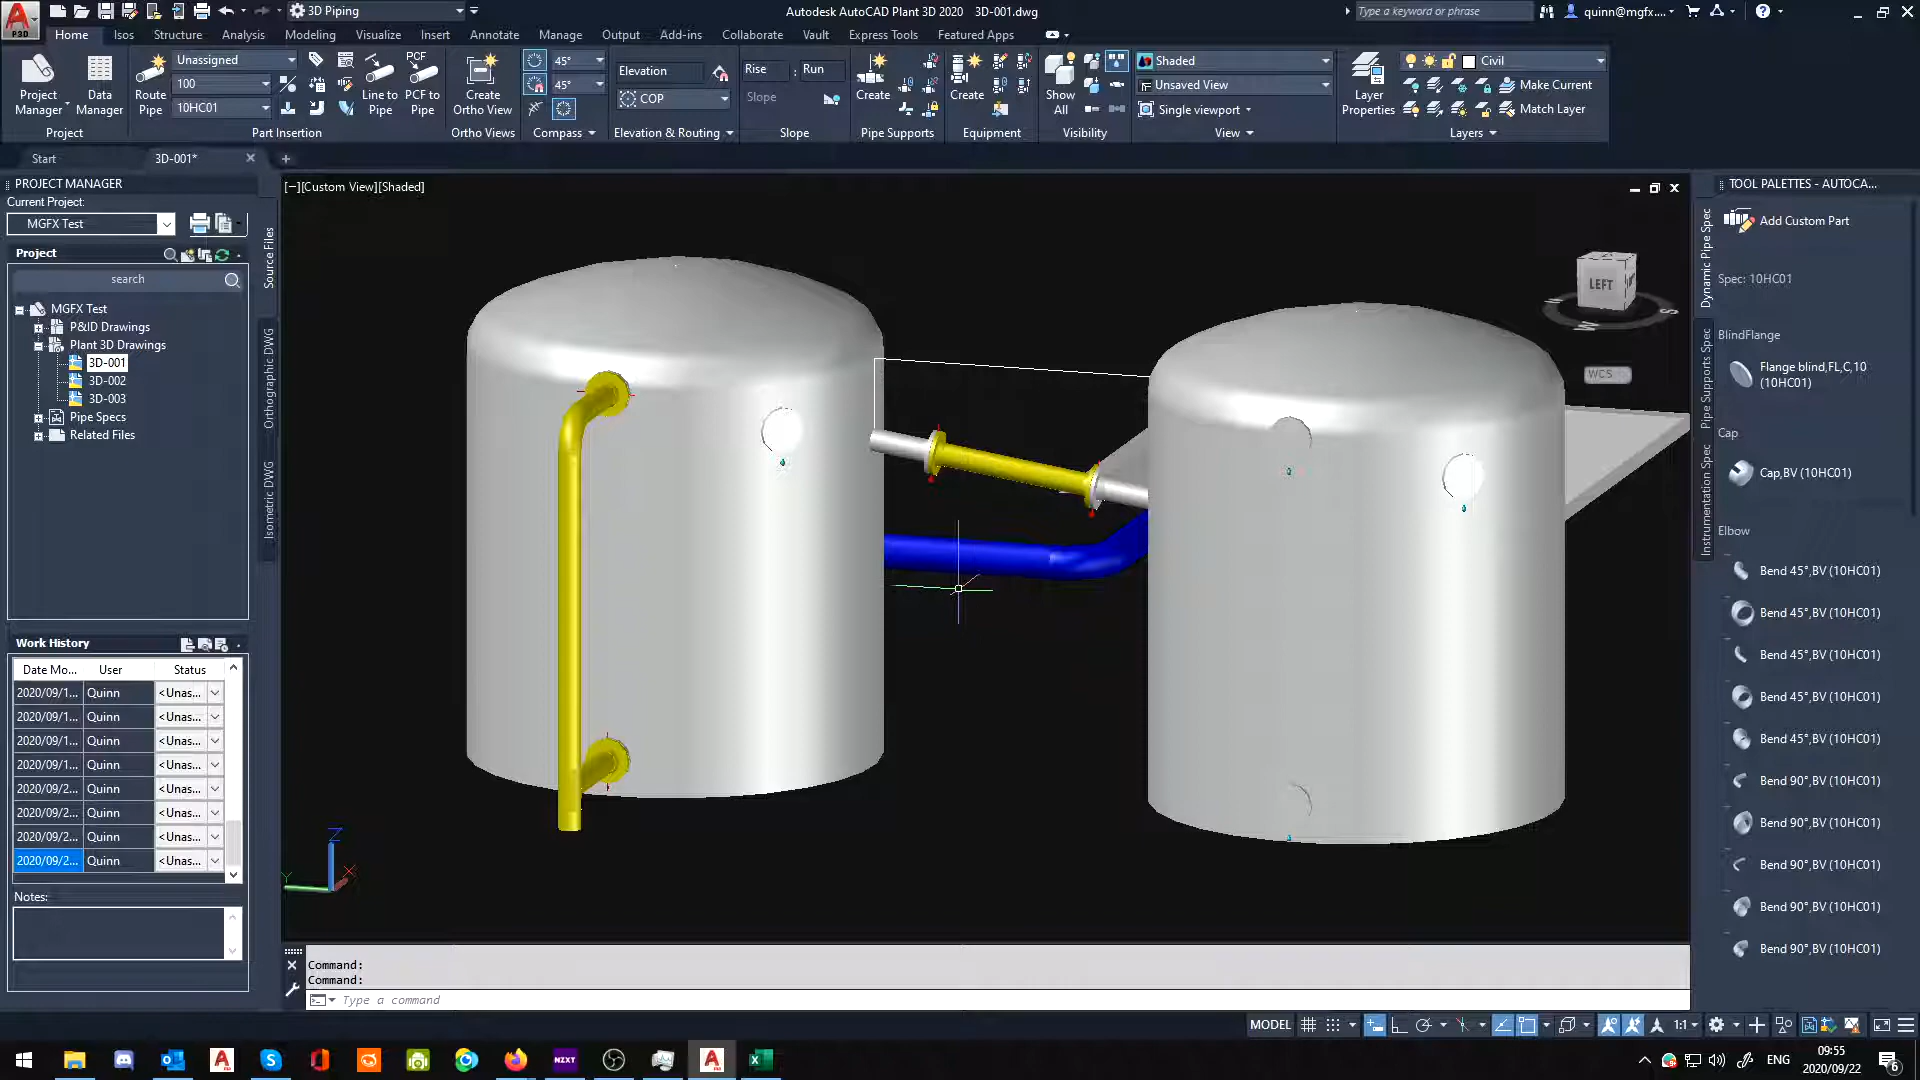 3D Piping
Autodesk AutoCAD Plant 3D 2020 3D-001.dwg
Type a keyword or phrase
quinn@mgfx....
P3D
Home Isos Structure Analysis Modeling Visualize Insert Annotate Manage Output Add-ins Collaborate Vault Express Tools Featured Apps
Project Manager
Data Manager
Project
Route Pipe
Unassigned
100
10HC01
Line to Pipe
PCF
PCF to Pipe
Part Insertion
Create Ortho View
Ortho Views
45°
45°
Compass
Elevation
COP
Elevation & Routing
Rise : Run
Slope
Slope
Create
Pipe Supports
Create
Equipment
Show All
Visibility
Shaded
Unsaved View
Single viewport
View
Layer Properties
Civil
Make Current
Match Layer
Layers
Start
3D-001*
PROJECT MANAGER
Current Project:
MGFX Test
Project
search
MGFX Test
P&ID Drawings
Plant 3D Drawings
3D-001
3D-002
3D-003
Pipe Specs
Related Files
Source Files
Orthographic DWG
Isometric DWG
Work History
Date Mo... User Status
2020/09/1... Quinn <Unas...
2020/09/1... Quinn <Unas...
2020/09/1... Quinn <Unas...
2020/09/1... Quinn <Unas...
2020/09/2... Quinn <Unas...
2020/09/2... Quinn <Unas...
2020/09/2... Quinn <Unas...
2020/09/2... Quinn <Unas...
Notes:
[−][Custom View][Shaded]
LEFT
W
S
WCS
Z
Y
X
Command:
Command:
Type a command
TOOL PALETTES - AUTOCA...
Dynamic Pipe Spec
Pipe Supports Spec
Instrumentation Spec
Add Custom Part
Spec: 10HC01
BlindFlange
Flange blind,FL,C,10
(10HC01)
Cap
Cap,BV (10HC01)
Elbow
Bend 45°,BV (10HC01)
Bend 45°,BV (10HC01)
Bend 45°,BV (10HC01)
Bend 45°,BV (10HC01)
Bend 45°,BV (10HC01)
Bend 90°,BV (10HC01)
Bend 90°,BV (10HC01)
Bend 90°,BV (10HC01)
Bend 90°,BV (10HC01)
Bend 90°,BV (10HC01)
MODEL
1:1
NZXT
ENG
09:55
2020/09/22
6